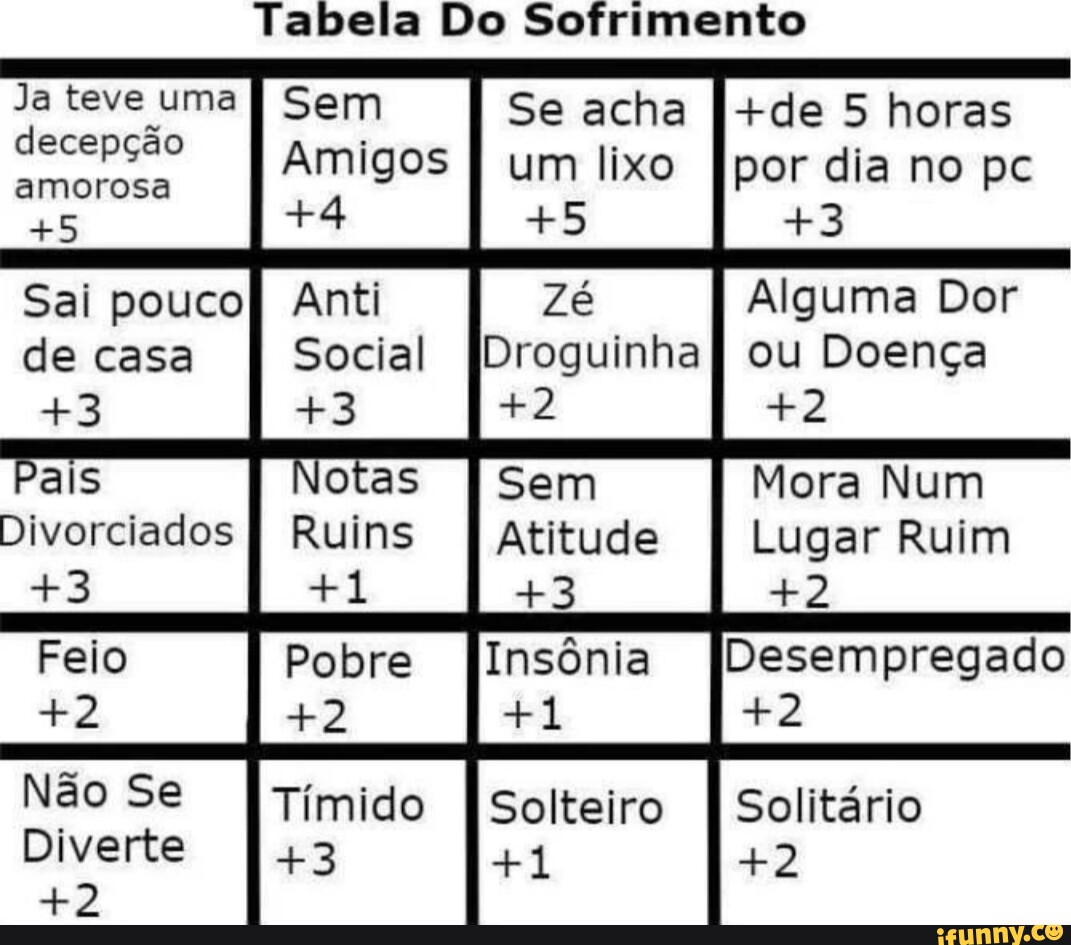 Tabela Do Sofrimento
Ja teve uma
decepção
amorosa
+5
Sem
Amigos
+4
Se acha
um lixo
+5
+de 5 horas
por dia no pc
+3
Sai pouco
de casa
+3
Anti
Social
+3
Zé
Droguinha
+2
Alguma Dor
ou Doença
+2
Pais
Divorciados
+3
Notas
Ruins
+1
Sem
Atitude
+3
Mora Num
Lugar Ruim
+2
Feio
+2
Pobre
+2
Insônia
+1
Desempregado
+2
Não Se
Diverte
+2
Tímido
+3
Solteiro
+1
Solitário
+2
ifunny.co